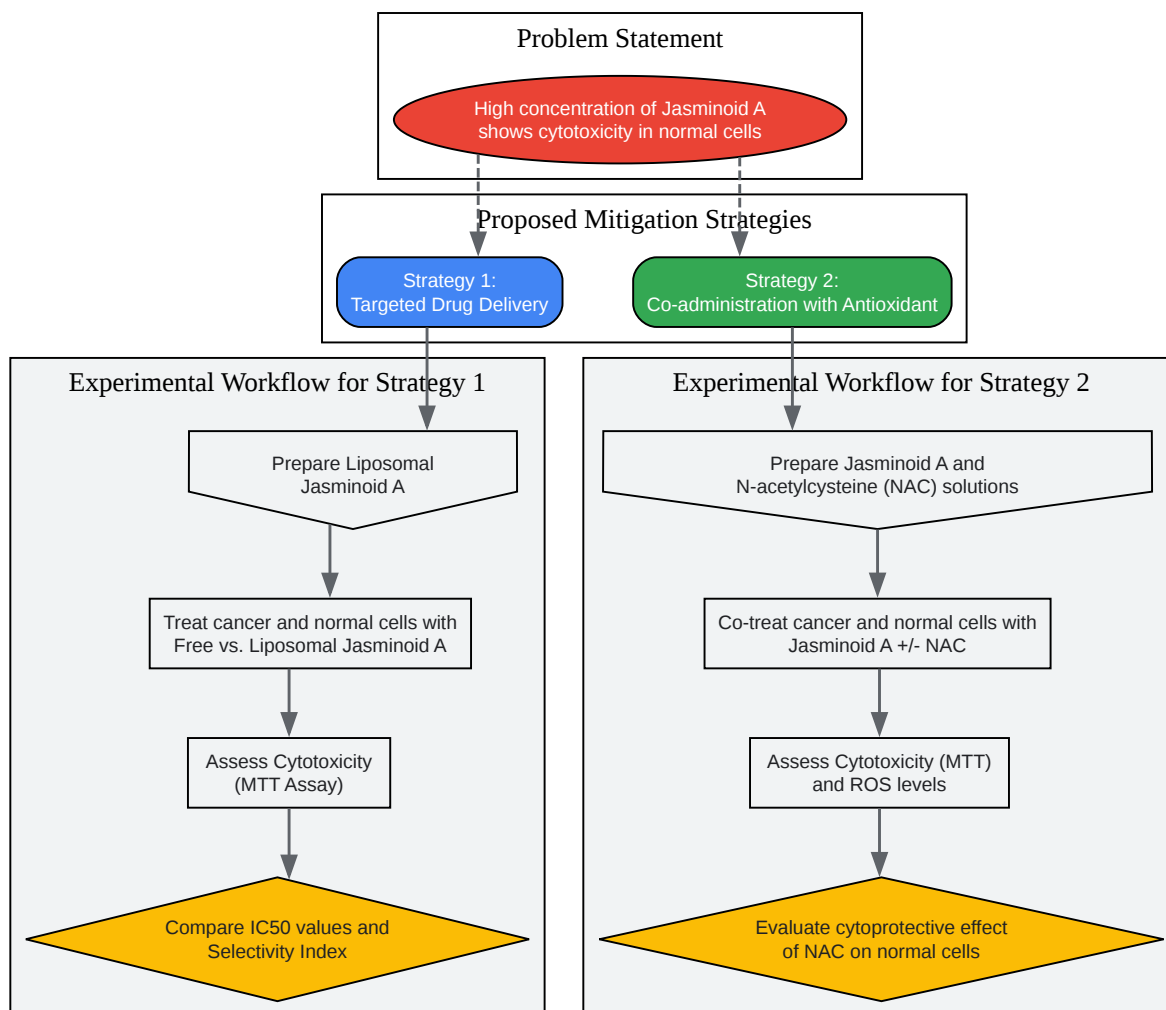 Problem Statement
High concentration of Jasminoid A
shows cytotoxicity in normal cells
Proposed Mitigation Strategies
Strategy 1:
Targeted Drug Delivery
Strategy 2:
Co-administration with Antioxidant
Experimental Workflow for Strategy 1
Prepare Liposomal
Jasminoid A
Treat cancer and normal cells with
Free vs. Liposomal Jasminoid A
Assess Cytotoxicity
(MTT Assay)
Compare IC50 values and
Selectivity Index
Experimental Workflow for Strategy 2
Prepare Jasminoid A and
N-acetylcysteine (NAC) solutions
Co-treat cancer and normal cells with
Jasminoid A +/- NAC
Assess Cytotoxicity (MTT)
and ROS levels
Evaluate cytoprotective effect
of NAC on normal cells